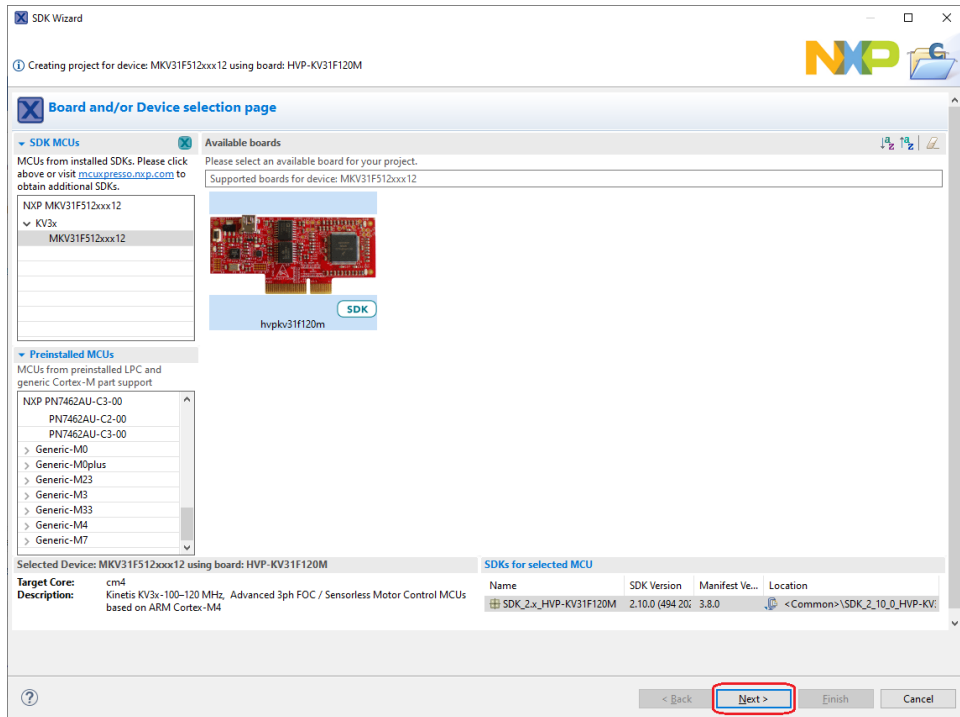 SDK Wizard
Creating project for device: MKV31F512xxx12 using board: HVP-KV31F120M
NXP
C
Board and/or Device selection page
SDK MCUs
MCUs from installed SDKs. Please click
above or visit mcuxpresso.nxp.com to
obtain additional SDKs.
NXP MKV31F512xxx12
KV3x
MKV31F512xxx12
Preinstalled MCUs
MCUs from preinstalled LPC and
generic Cortex-M part support
NXP PN7462AU-C3-00
PN7462AU-C2-00
PN7462AU-C3-00
Generic-M0
Generic-M0plus
Generic-M23
Generic-M3
Generic-M33
Generic-M4
Generic-M7
Available boards
Please select an available board for your project.
Supported boards for device: MKV31F512xxx12
SDK
hvpkv31f120m
Selected Device: MKV31F512xxx12 using board: HVP-KV31F120M
Target Core: cm4
Description: Kinetis KV3x-100–120 MHz, Advanced 3ph FOC / Sensorless Motor Control MCUs
based on ARM Cortex-M4
SDKs for selected MCU
Name SDK Version Manifest Ve... Location
SDK_2.x_HVP-KV31F120M 2.10.0 (494 202 3.8.0 <Common>\SDK_2_10_0_HVP-KV
< Back Next > Finish Cancel